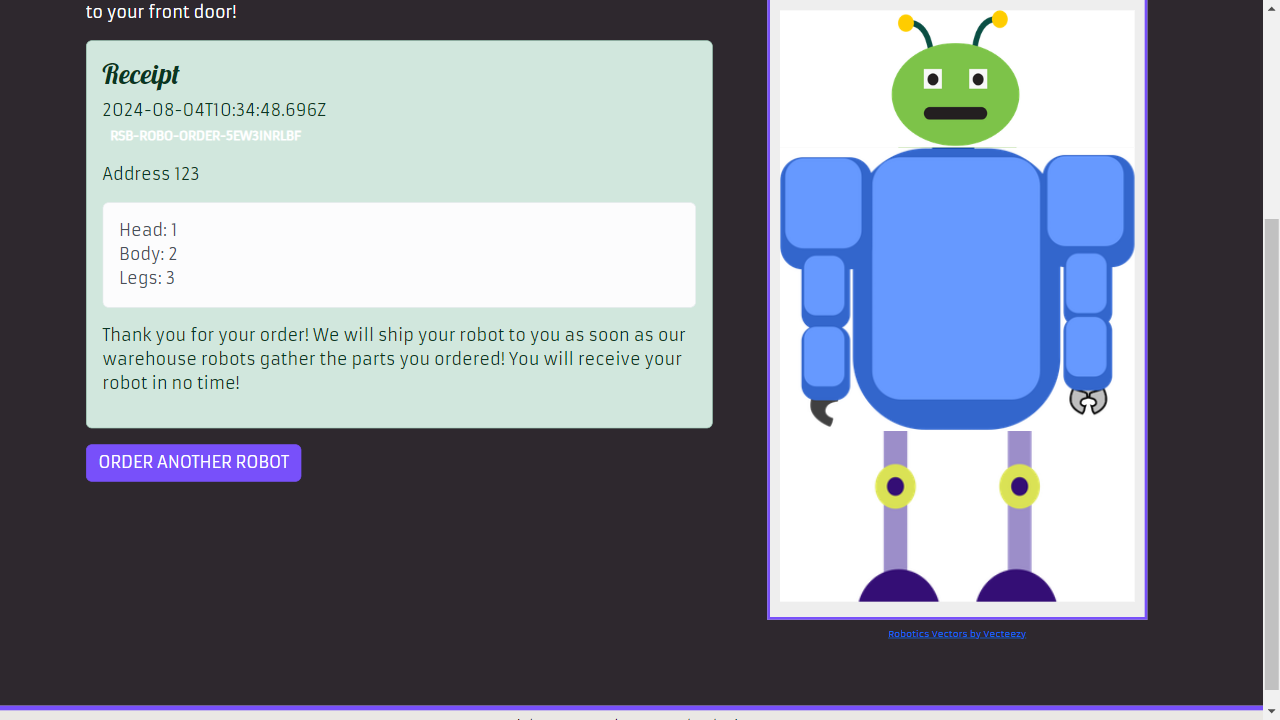 to your front door!
Receipt
2024-08-04T10:34:48.696Z
RSB-ROBO-ORDER-5EW3INRLBF
Address 123
Head: 1
Body: 2
Legs: 3
Thank you for your order! We will ship your robot to you as soon as our
warehouse robots gather the parts you ordered! You will receive your
robot in no time!
ORDER ANOTHER ROBOT
Robotics Vectors by Vecteezy